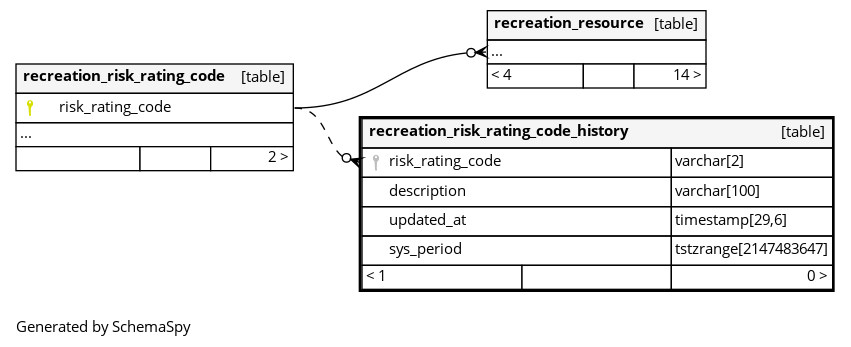 recreation_resource [table]
...
< 4 14 >
recreation_risk_rating_code [table]
risk_rating_code
...
2 >
recreation_risk_rating_code_history [table]
risk_rating_code varchar[2]
description varchar[100]
updated_at timestamp[29,6]
sys_period tstzrange[2147483647]
< 1 0 >
Generated by SchemaSpy